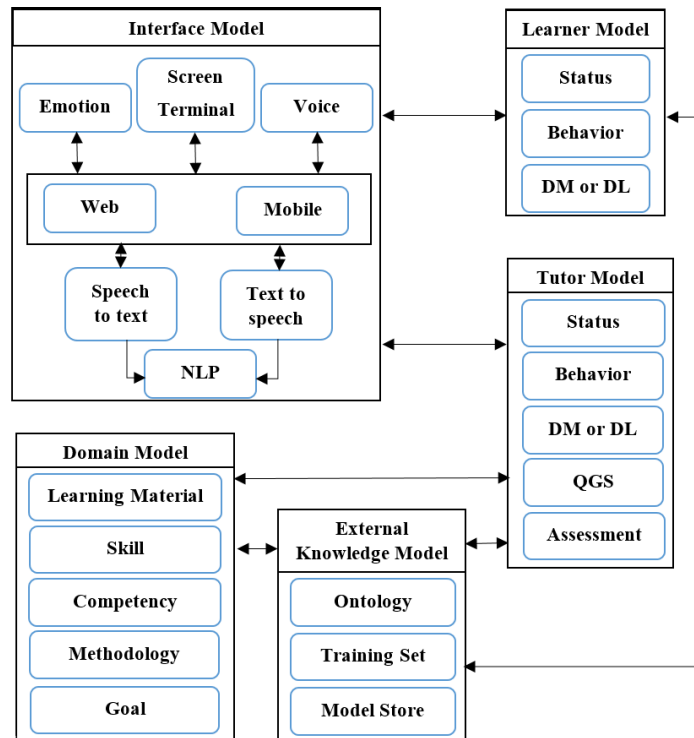 Interface Model
Emotion
Screen
Terminal
Voice
Web
Mobile
Speech
to text
Text to
speech
NLP
Learner Model
Status
Behavior
DM or DL
Tutor Model
Status
Behavior
DM or DL
QGS
Assessment
Domain Model
Learning Material
Skill
Competency
Methodology
Goal
External
Knowledge Model
Ontology
Training Set
Model Store